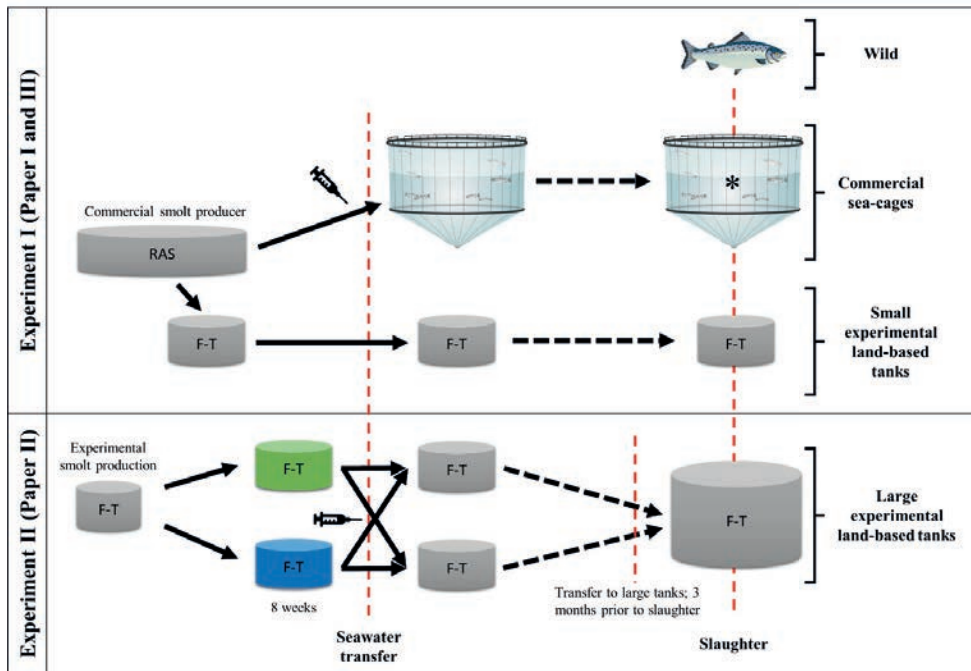 Experiment I (Paper I and III)
Wild
Commercial
sea-cages
*
Commercial smolt producer
RAS
F-T
F-T
F-T
Small
experimental
land-based
tanks
Experiment II (Paper II)
Experimental
smolt production
F-T
F-T
F-T
F-T
F-T
F-T
8 weeks
Large
experimental
land-based tanks
Transfer to large tanks; 3
months prior to slaughter
Seawater
transfer
Slaughter